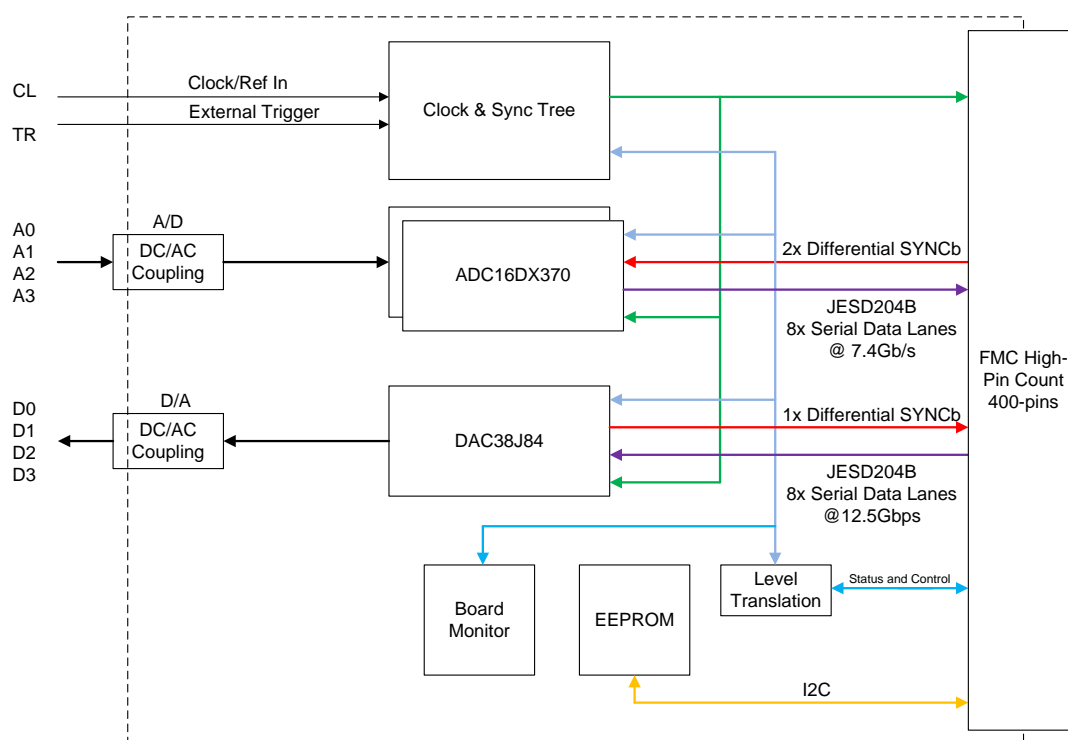 CL
Clock/Ref In
TR
External Trigger
Clock & Sync Tree
A0
A1
A2
A3
A/D
DC/AC
Coupling
ADC16DX370
2x Differential SYNCb
JESD204B
8x Serial Data Lanes
@ 7.4Gb/s
FMC High-
Pin Count
400-pins
D0
D1
D2
D3
D/A
DC/AC
Coupling
DAC38J84
1x Differential SYNCb
JESD204B
8x Serial Data Lanes
@12.5Gbps
Board
Monitor
EEPROM
Level
Translation
Status and Control
I2C